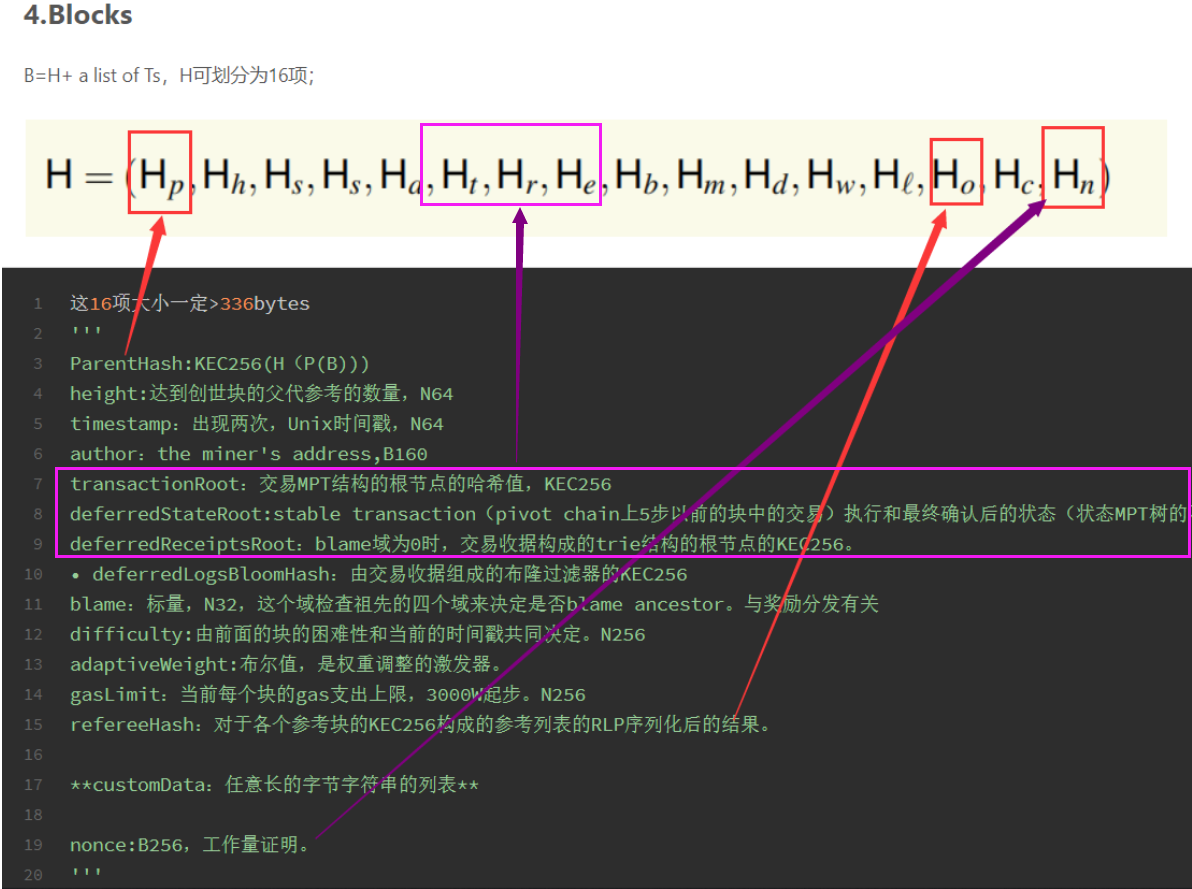 4.Blocks
B=H+ a list of Ts，H可划分为16项；
H = (H_p, H_h, H_s, H_s, H_a, H_t, H_r, H_e, H_b, H_m, H_d, H_w, H_ℓ, H_o, H_c, H_n)
1 这16项大小一定>336bytes
2 '''
3 ParentHash:KEC256(H（P(B)))
4 height:达到创世块的父代参考的数量，N64
5 timestamp：出现两次，Unix时间戳，N64
6 author：the miner's address,B160
7 transactionRoot：交易MPT结构的根节点的哈希值，KEC256
8 deferredStateRoot:stable transaction（pivot chain上5步以前的块中的交易）执行和最终确认后的状态（状态MPT树的
9 deferredReceiptsRoot：blame域为0时，交易收据构成的trie结构的根节点的KEC256。
10 • deferredLogsBloomHash：由交易收据组成的布隆过滤器的KEC256
11 blame：标量，N32，这个域检查祖先的四个域来决定是否blame ancestor。与奖励分发有关
12 difficulty:由前面的块的困难性和当前的时间戳共同决定。N256
13 adaptiveWeight:布尔值，是权重调整的激发器。
14 gasLimit：当前每个块的gas支出上限，3000W起步。N256
15 refereeHash：对于各个参考块的KEC256构成的参考列表的RLP序列化后的结果。
16
17 **customData：任意长的字节字符串的列表**
18
19 nonce:B256，工作量证明。
20 '''